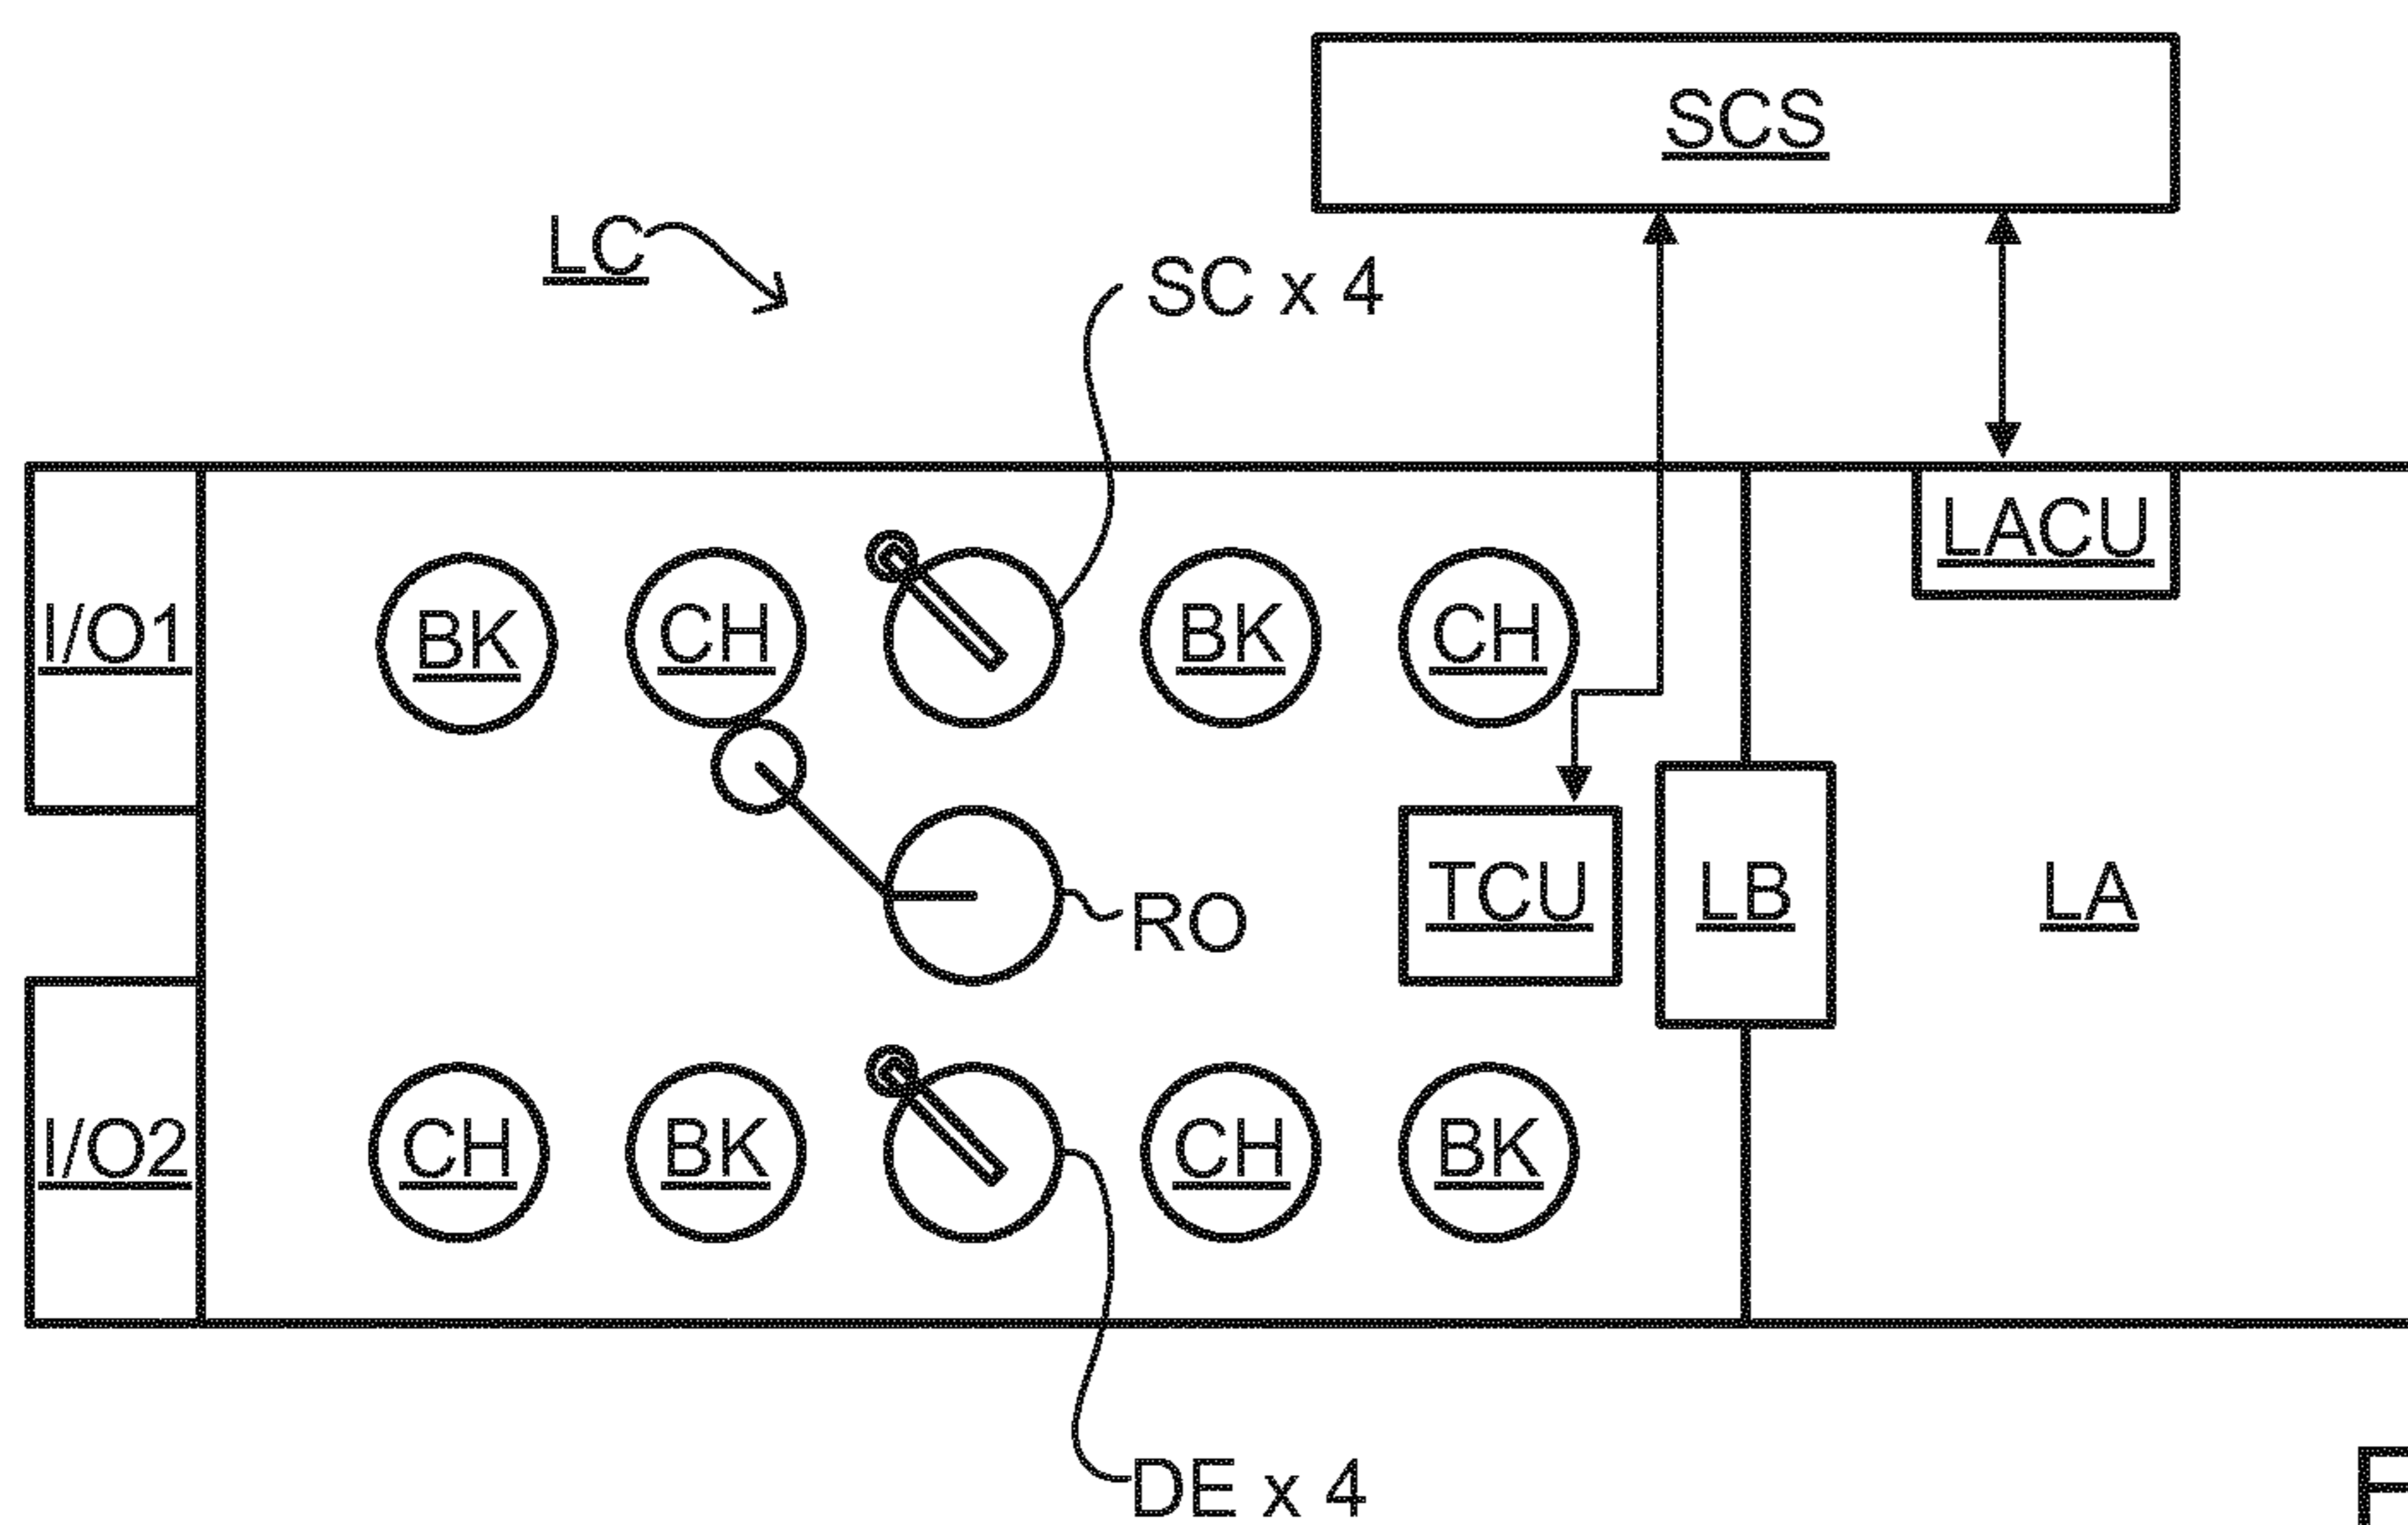 SCS
LC
SC x 4
LACU
I/O1
BK
CH
BK
CH
TCU
LB
LA
RO
I/O2
CH
BK
CH
BK
DE x 4
F